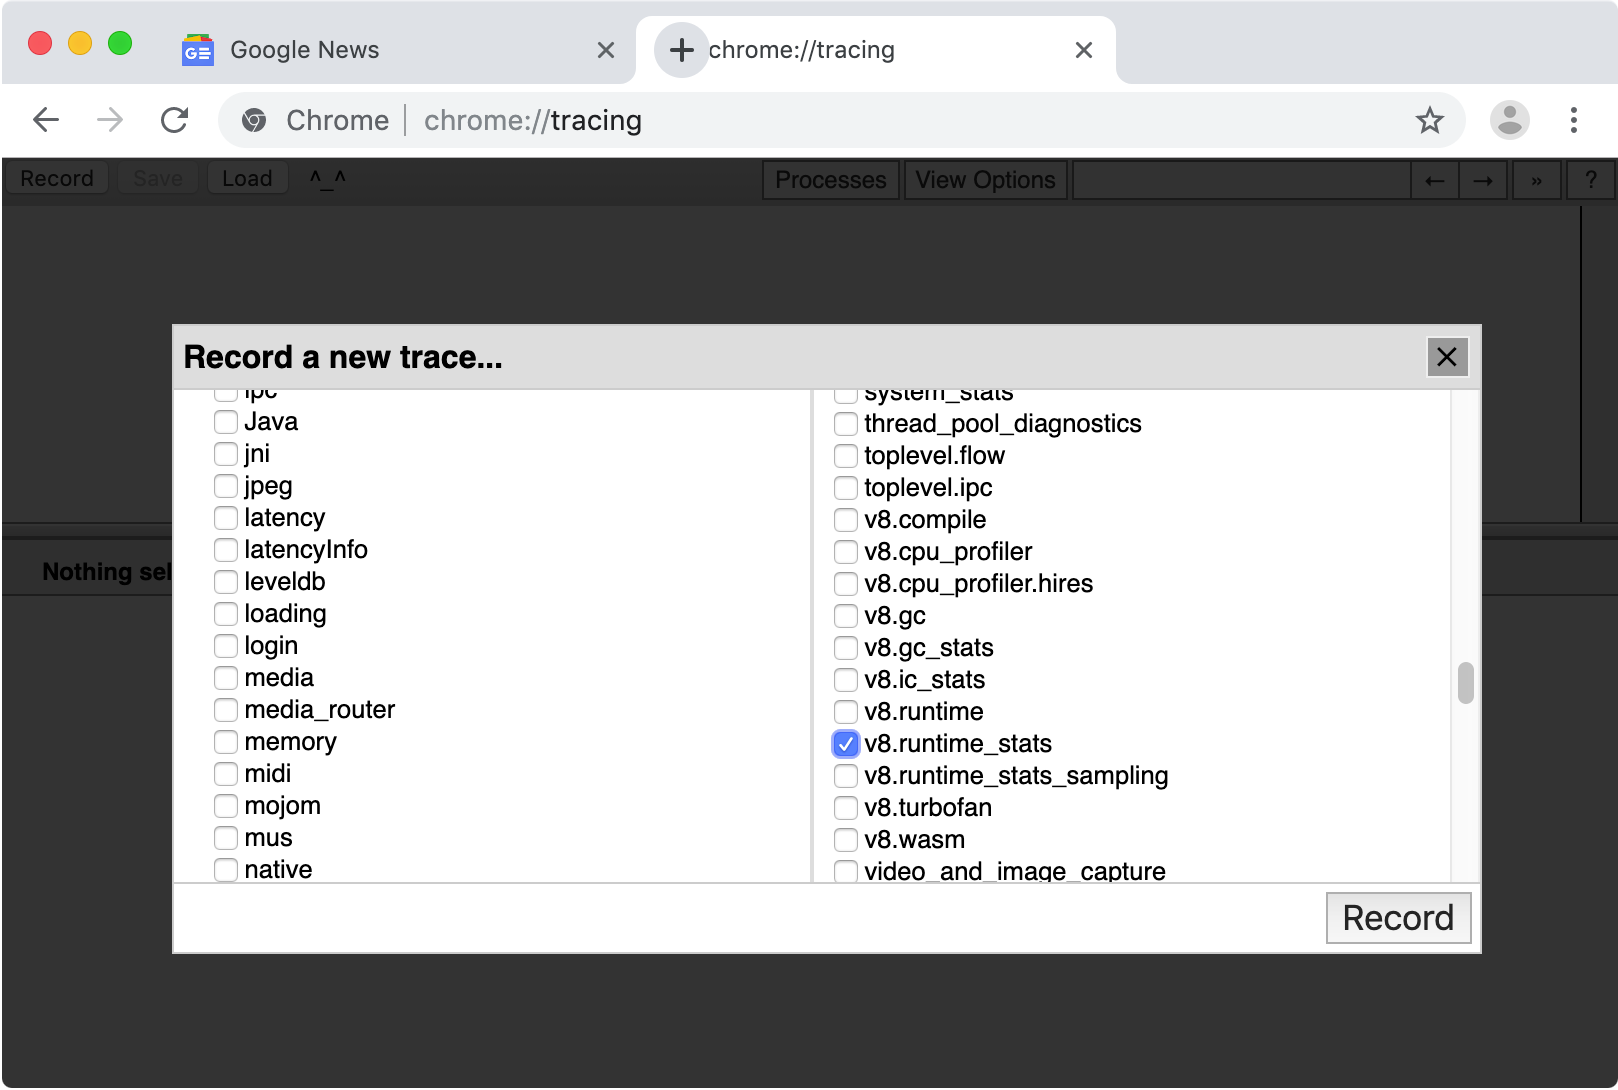 Google News
chrome://tracing
Chrome
chrome://tracing
Record
Save
Load
^_^
Processes
View Options
←
→
»
?
Record a new trace...
ipc
Java
jni
jpeg
latency
latencyInfo
leveldb
loading
login
media
media_router
memory
midi
mojom
mus
native
system_stats
thread_pool_diagnostics
toplevel.flow
toplevel.ipc
v8.compile
v8.cpu_profiler
v8.cpu_profiler.hires
v8.gc
v8.gc_stats
v8.ic_stats
v8.runtime
v8.runtime_stats
v8.runtime_stats_sampling
v8.turbofan
v8.wasm
video_and_image_capture
Nothing sel
Record